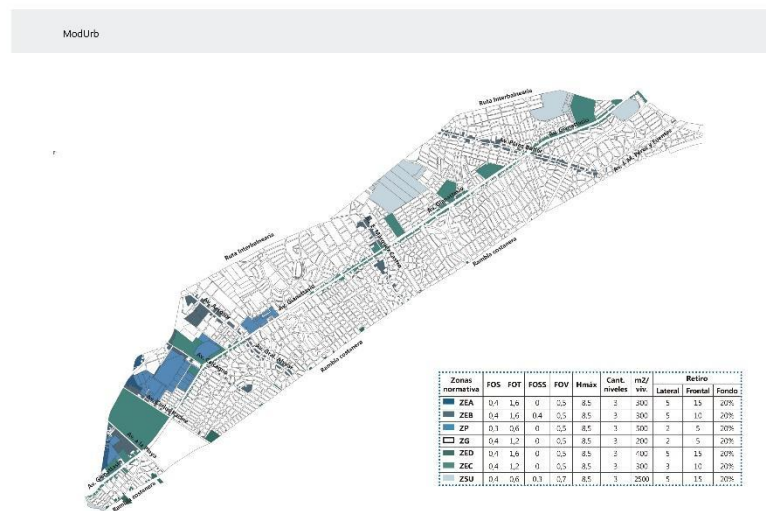 ModUrb
Ruta Interbalnearia
Av. Giannattasio
Av. Pérez Butler
Av. Giannattasio
Rambla costanera
Ruta Interbalnearia
Av. Giannattasio
Rambla costanera
Av. Giannattasio
Rambla costanera
Zonas normativa FOS FOT FOSS FOV Hmáx Cant. niveles m2/ viv. Retiro
Lateral Frontal Fondo
ZEA 0,4 1,6 0 0,5 8.5 3 300 5 15 20%
ZEB 0,4 1,6 0.4 0,5 8.5 3 300 5 10 20%
ZP 0,3 0,6 0 0,5 8,5 3 500 2 5 20%
ZG 0,4 1,2 0 0,5 8.5 3 200 2 5 20%
ZED 0,4 1,6 0 0,5 8.5 3 400 5 15 20%
ZEC 0,4 1,2 0 0,5 8.5 3 300 3 10 20%
ZSU 0,4 0,6 0.3 0,7 8.5 3 2500 5 15 20%